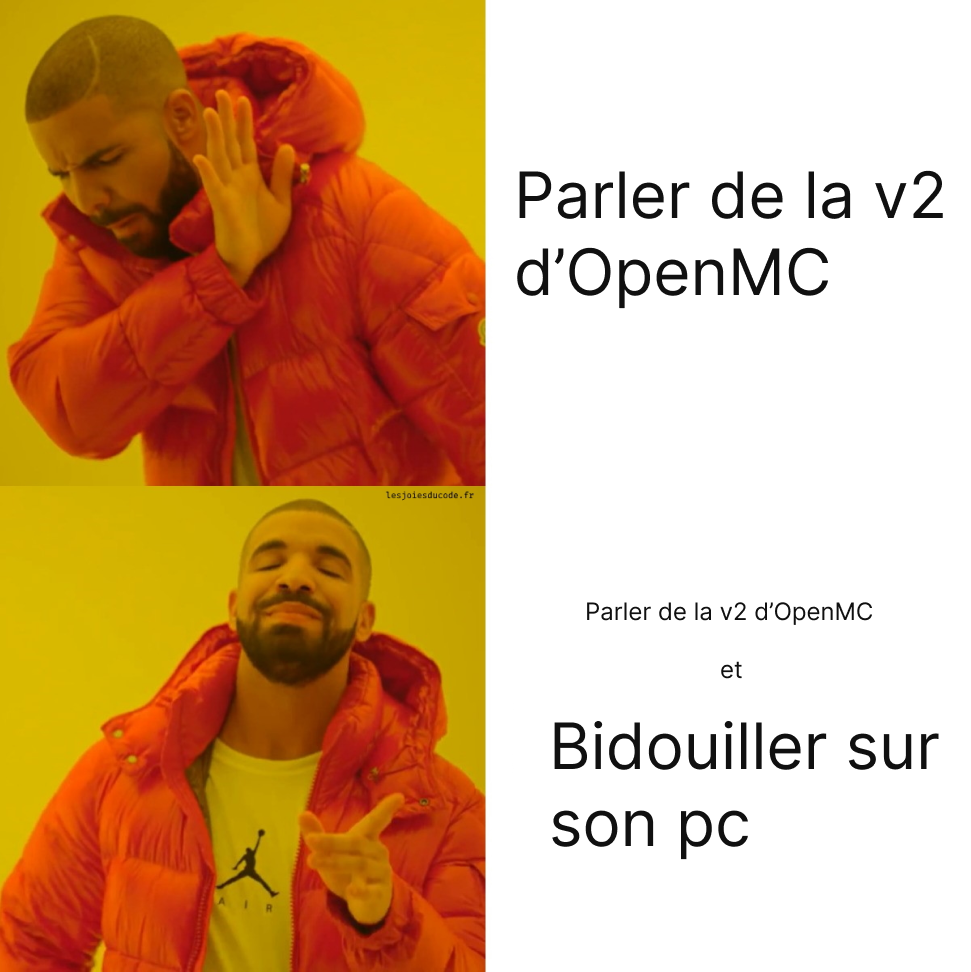 Parler de la v2
d’OpenMC
lesjoiesducode.fr
Parler de la v2 d’OpenMC
et
Bidouiller sur
son pc
A I R